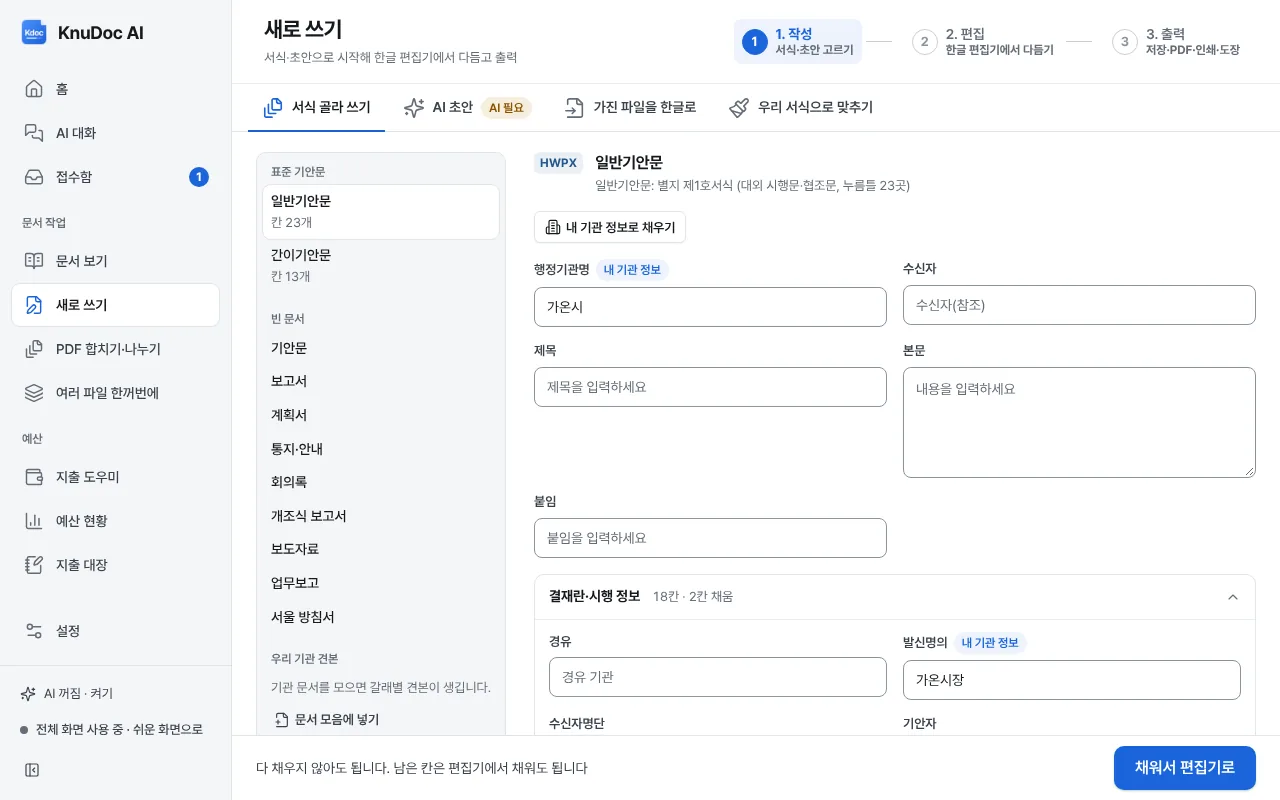 Kdoc
KnuDoc AI
홈
AI 대화
접수함
1
문서 작업
문서 보기
새로 쓰기
PDF 합치기·나누기
여러 파일 한꺼번에
예산
지출 도우미
예산 현황
지출 대장
설정
AI 꺼짐 · 켜기
전체 화면 사용 중 · 쉬운 화면으로
새로 쓰기
서식·초안으로 시작해 한글 편집기에서 다듬고 출력
1
1. 작성
서식·초안 고르기
2
2. 편집
한글 편집기에서 다듬기
3
3. 출력
저장·PDF·인쇄·도장
서식 골라 쓰기
AI 초안
AI 필요
가진 파일을 한글로
우리 서식으로 맞추기
표준 기안문
일반기안문
칸 23개
간이기안문
칸 13개
빈 문서
기안문
보고서
계획서
통지·안내
회의록
개조식 보고서
보도자료
업무보고
서울 방침서
우리 기관 견본
기관 문서를 모으면 갈래별 견본이 생깁니다.
문서 모음에 넣기
HWPX
일반기안문
일반기안문: 별지 제1호서식 (대외 시행문·협조문, 누름틀 23곳)
내 기관 정보로 채우기
행정기관명
내 기관 정보
가온시
수신자
수신자(참조)
제목
제목을 입력하세요
본문
내용을 입력하세요
붙임
붙임을 입력하세요
결재란·시행 정보
18칸 · 2칸 채움
경유
경유 기관
발신명의
내 기관 정보
가온시장
수신자명단
기안자
다 채우지 않아도 됩니다. 남은 칸은 편집기에서 채워도 됩니다
채워서 편집기로